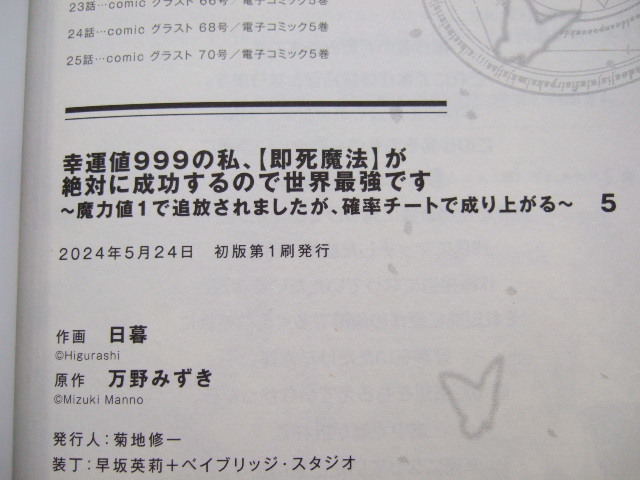 23話…comic グラスト 66号／電子コミック5巻
24話…comic グラスト 68号／電子コミック5巻
25話…comic グラスト 70号／電子コミック5巻
幸運値999の私、【即死魔法】が
絶対に成功するので世界最強です
～魔力値1で追放されましたが、確率チートで成り上がる～ 5
2024年5月24日 初版第1刷発行
作画 日暮
©Higurashi
原作 万野みずき
©Mizuki Manno
発行人：菊地修一
装丁：早坂英莉＋ベイブリッジ・スタジオ